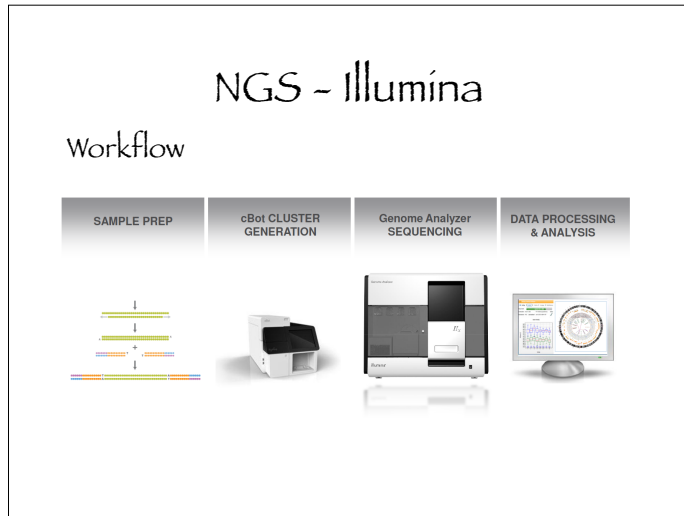 NGS - Illumina
Workflow
SAMPLE PREP
cBot CLUSTER
GENERATION
Genome Analyzer
SEQUENCING
DATA PROCESSING
& ANALYSIS